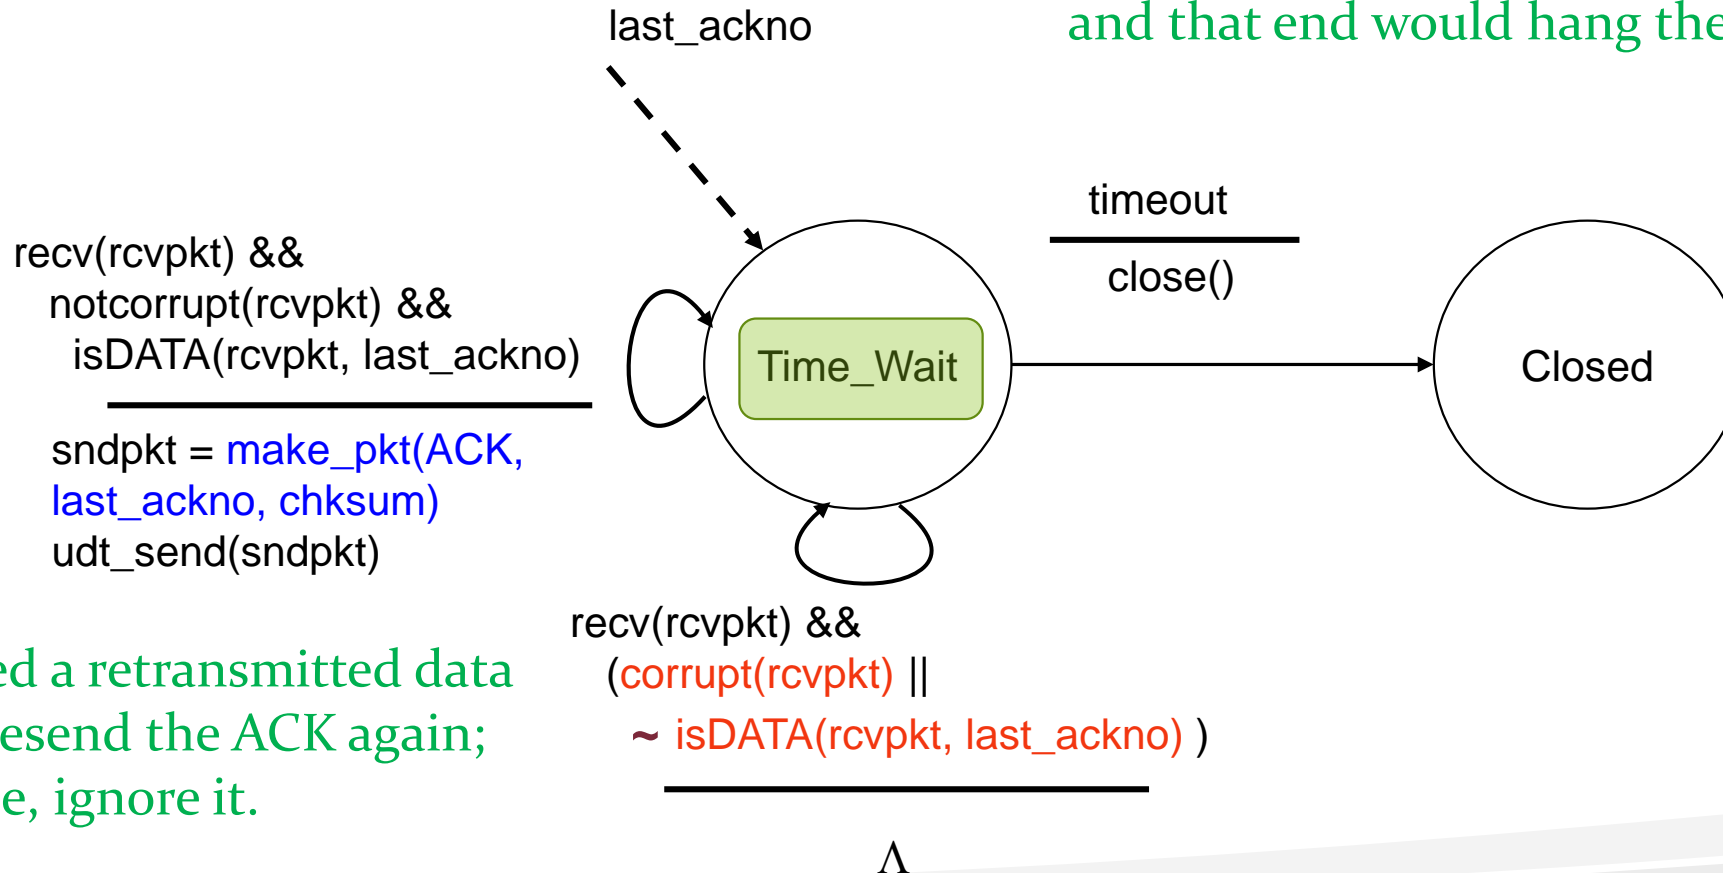 last_ackno
and that end would hang the
timeout
close()
recv(rcvpkt) &&
notcorrupt(rcvpkt) &&
isDATA(rcvpkt, last_ackno)
sndpkt = make_pkt(ACK,
last_ackno, chksum)
udt_send(sndpkt)
Time_Wait
Closed
recv(rcvpkt) &&
(corrupt(rcvpkt) ||
~ isDATA(rcvpkt, last_ackno) )
Λ
a retransmitted data
the ACK again;
ignore it.